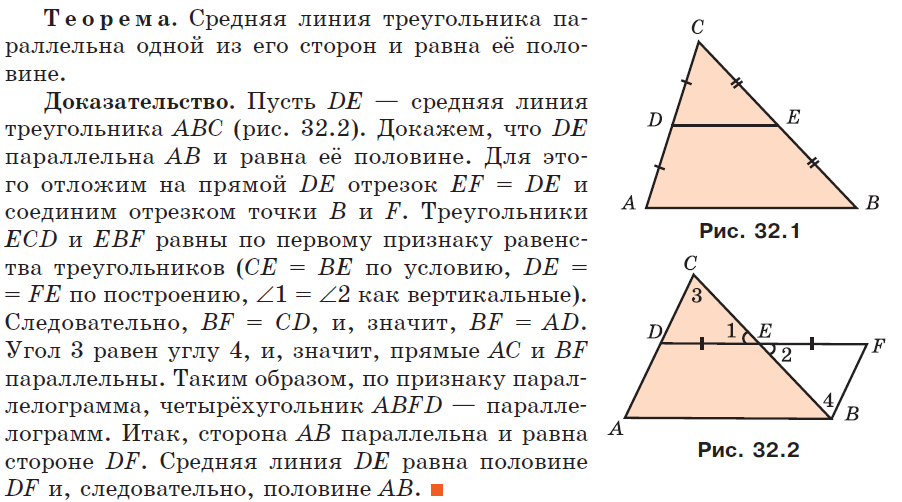 Теорема. Средняя линия треугольника па-
раллельна одной из его сторон и равна её поло-
вине.
Доказательство. Пусть DE — средняя линия
треугольника ABC (рис. 32.2). Докажем, что DE
параллельна AB и равна её половине. Для это-
го отложим на прямой DE отрезок EF = DE и
соединим отрезком точки B и F. Треугольники
ECD и EBF равны по первому признаку равенс-
тва треугольников (CE = BE по условию, DE =
= FE по построению, ∠1 = ∠2 как вертикальные).
Следовательно, BF = CD, и, значит, BF = AD.
Угол 3 равен углу 4, и, значит, прямые AC и BF
параллельны. Таким образом, по признаку парал-
лелограмма, четырёхугольник ABFD — паралле-
лограмм. Итак, сторона AB параллельна и равна
стороне DF. Средняя линия DE равна половине
DF и, следовательно, половине AB.
C
D
E
A
B
Рис. 32.1
C
3
D
1
E
2
F
4
A
B
Рис. 32.2